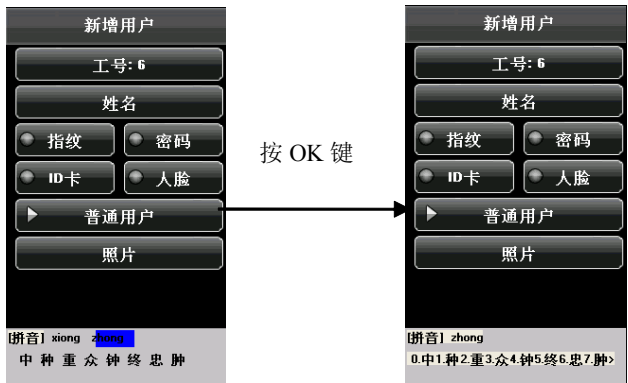 新增用户
工号: 6
姓名
指纹
密码
ID卡
人脸
普通用户
照片
[拼音] xiong zhong
中 种 重 众 钟 终 忠 肿
按 OK 键
新增用户
工号: 6
姓名
指纹
密码
ID卡
人脸
普通用户
照片
[拼音] zhong
0.中1.种2.重3.众4.钟5.终6.忠7.肿>